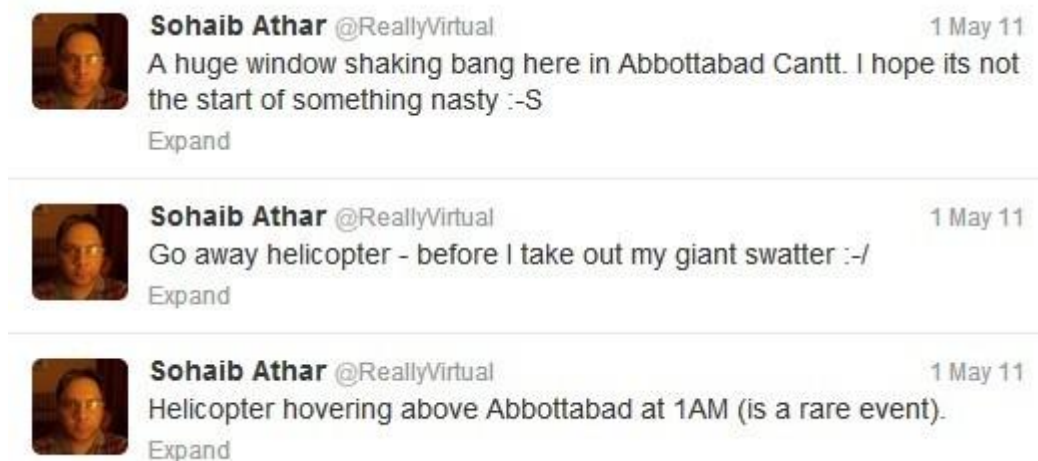 Sohaib Athar @ReallyVirtual 1 May 11
A huge window shaking bang here in Abbottabad Cantt. I hope its not
the start of something nasty :-S
Expand
Sohaib Athar @ReallyVirtual 1 May 11
Go away helicopter - before I take out my giant swatter :-/
Expand
Sohaib Athar @ReallyVirtual 1 May 11
Helicopter hovering above Abbottabad at 1AM (is a rare event).
Expand